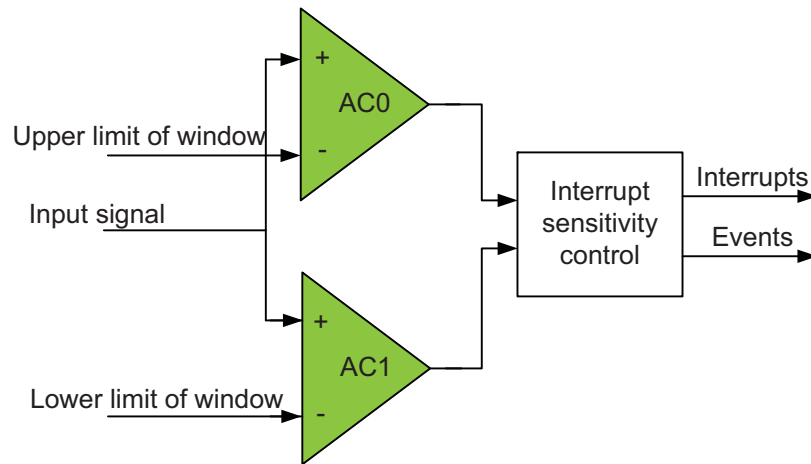 +
AC0
Upper limit of window
-
Input signal
Interrupt
sensitivity
control
Interrupts
Events
+
AC1
Lower limit of window
-